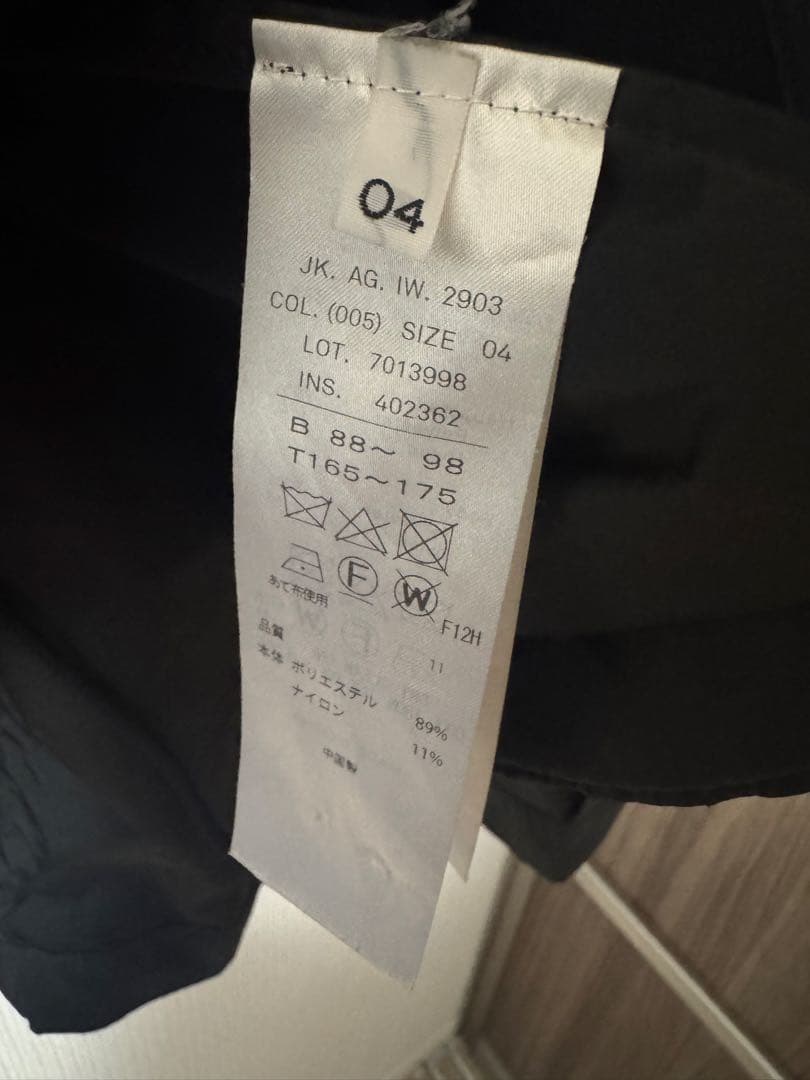 04
JK. AG. IW. 2903
COL. (005) SIZE 04
LOT. 7013998
INS. 402362
B 88〜 98
T165〜175
F W
あて布使用
F12H
品質 11
本体 ポリエステル 89%
ナイロン 11%
中国製